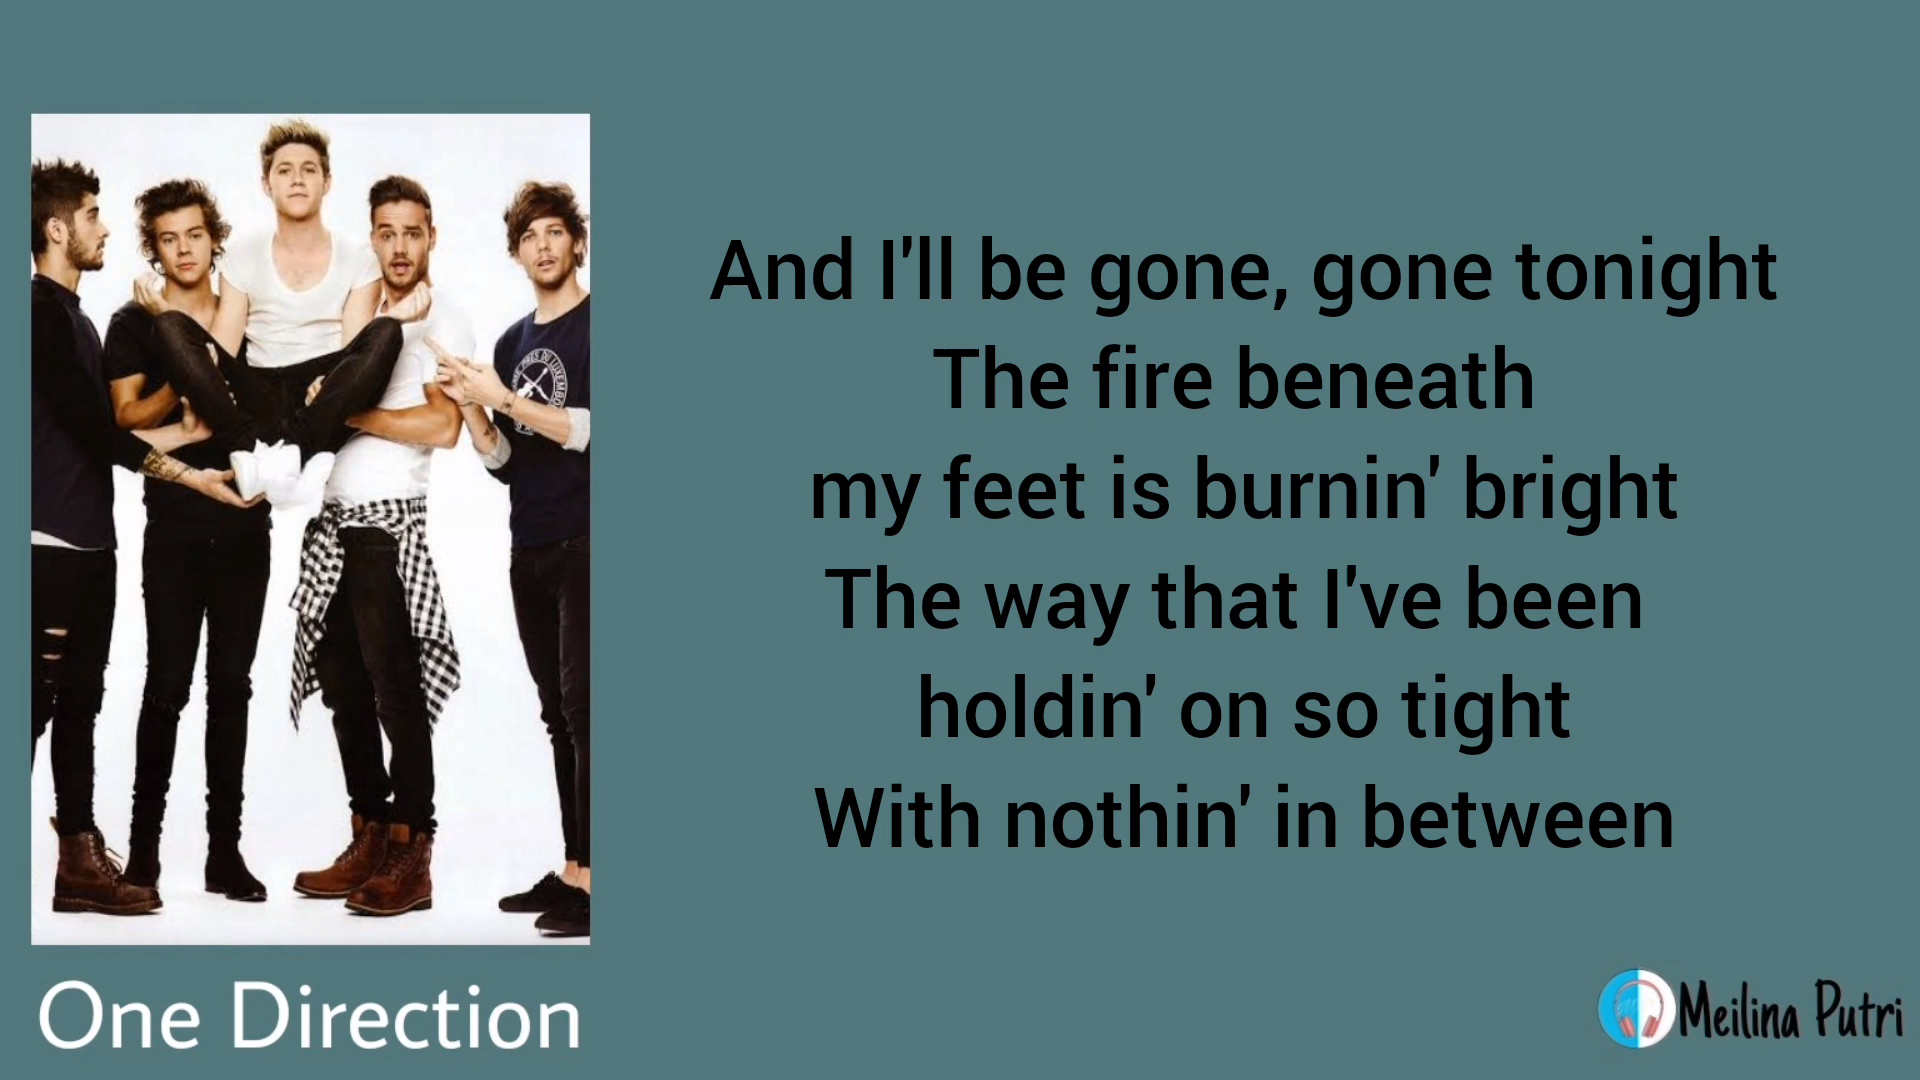 And I'll be gone, gone tonight
The fire beneath
my feet is burnin' bright
The way that I've been
holdin' on so tight
With nothin' in between
One Direction
Meilina Putri